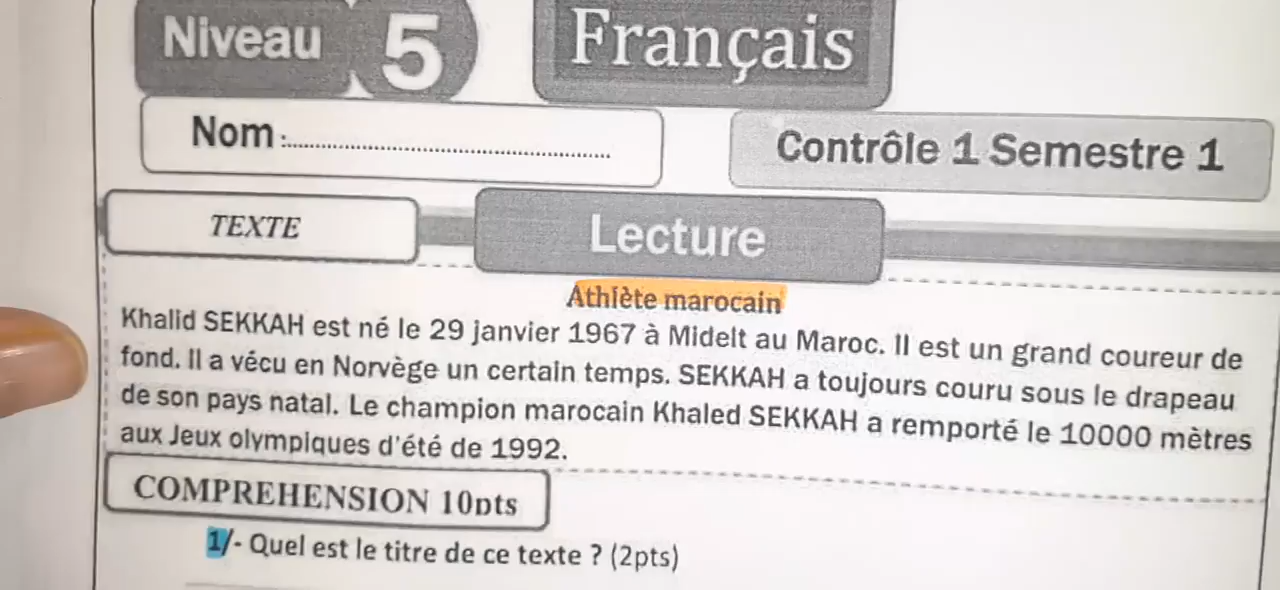 Niveau 5 Français
Nom :............................................................
Contrôle 1 Semestre 1
TEXTE
Lecture
Athlète marocain
Khalid SEKKAH est né le 29 janvier 1967 à Midelt au Maroc. Il est un grand coureur de
fond. Il a vécu en Norvège un certain temps. SEKKAH a toujours couru sous le drapeau
de son pays natal. Le champion marocain Khaled SEKKAH a remporté le 10000 mètres
aux Jeux olympiques d'été de 1992.
COMPREHENSION 10pts
1/- Quel est le titre de ce texte ? (2pts)